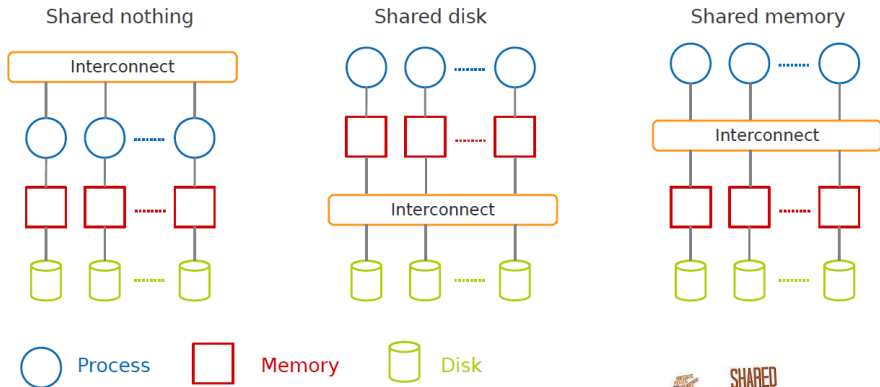 Shared nothing
Shared disk
Shared memory
Interconnect
Interconnect
Interconnect
Process
Memory
Disk
SHARED